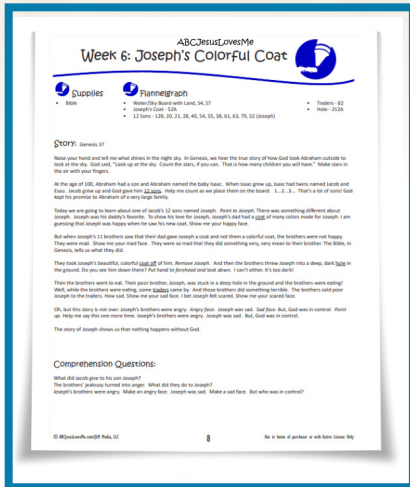 ABCJesusLovesMe
Week 6: Joseph's Colorful Coat
Supplies
• Bible
Flannelgraph
• Water/Sky Board with Land, S4, S7
• Joseph's Coat - 52A
• 12 Sons - 12B, 20, 21, 28, 40, 54, 55, 58, 61, 63, 79, 52 (Joseph)
• Traders - 82
• Hole - 212A
Story: Genesis 37
Raise your hand and tell me what shines in the night sky. In Genesis, we hear the true story of how God took Abraham outside to
look at the sky. God said, "Look up at the sky. Count the stars, if you can. That is how many children you will have." Make stars in
the air with your fingers.
At the age of 100, Abraham had a son and Abraham named the baby Isaac. When Isaac grew up, Isaac had twins named Jacob and
Esau. Jacob grew up and God gave him 12 sons. Help me count as we place them on the board. 1...2...3... That's a lot of sons! God
kept his promise to Abraham of a very large family.
Today we are going to learn about one of Jacob's 12 sons named Joseph. Point to Joseph. There was something different about
Joseph. Joseph was his daddy's favorite. To show his love for Joseph, Joseph's dad had a coat of many colors made for Joseph. I am
guessing that Joseph was happy when he saw his new coat. Show me your happy face.
But when Joseph's 11 brothers saw that their dad gave Joseph a coat and not them a colorful coat, the brothers were not happy.
They were mad. Show me your mad face. They were so mad that they did something very, very mean to their brother. The Bible, in
Genesis, tells us what they did.
They took Joseph's beautiful, colorful coat off of him. Remove Joseph. And then the brothers threw Joseph into a deep, dark hole in
the ground. Do you see him down there? Put hand to forehead and look down. I can't either. It's too dark!
Then the brothers went to eat. Their poor brother, Joseph, was stuck in a deep hole in the ground and the brothers were eating!
Well, while the brothers were eating, some traders came by. And those brothers did something terrible. The brothers sold poor
Joseph to the traders. How sad. Show me your sad face. I bet Joseph felt scared. Show me your scared face.
Oh, but this story is not over. Joseph's brothers were angry. Angry face. Joseph was sad. Sad face. But, God was in control. Point
up. Help me say this one more time. Joseph's brothers were angry. Joseph was sad. But, God was in control.
The story of Joseph shows us that nothing happens without God.
Comprehension Questions:
What did Jacob give to his son Joseph?
The brothers' jealousy turned into anger. What did they do to Joseph?
Joseph's brothers were angry. Make an angry face. Joseph was sad. Make a sad face. But who was in control?
© ABCJesusLovesMe.com/JDP Media, LLC
8
Use in home of purchase or with Active License Only